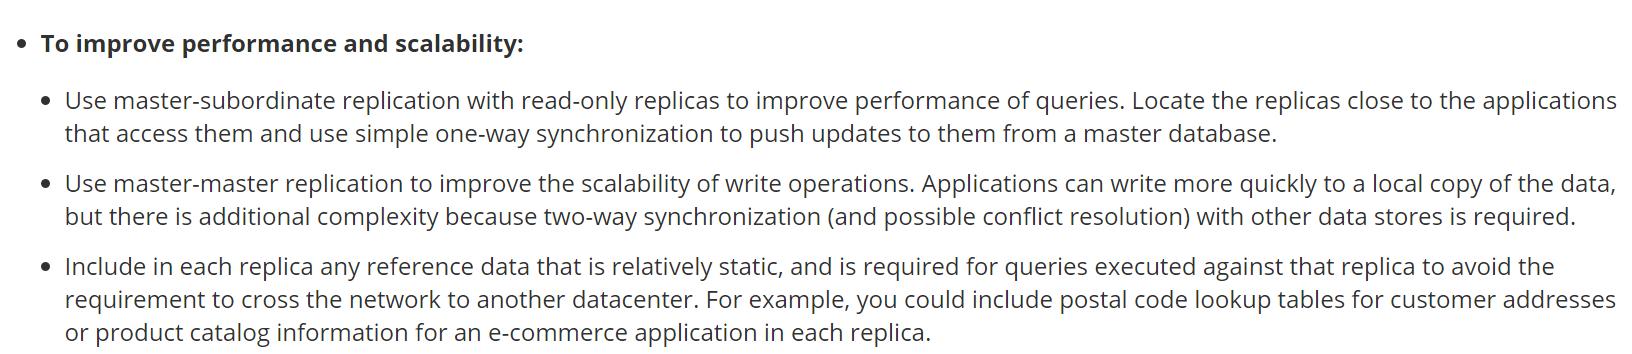 • To improve performance and scalability:
• Use master-subordinate replication with read-only replicas to improve performance of queries. Locate the replicas close to the applications
that access them and use simple one-way synchronization to push updates to them from a master database.
• Use master-master replication to improve the scalability of write operations. Applications can write more quickly to a local copy of the data,
but there is additional complexity because two-way synchronization (and possible conflict resolution) with other data stores is required.
• Include in each replica any reference data that is relatively static, and is required for queries executed against that replica to avoid the
requirement to cross the network to another datacenter. For example, you could include postal code lookup tables for customer addresses
or product catalog information for an e-commerce application in each replica.